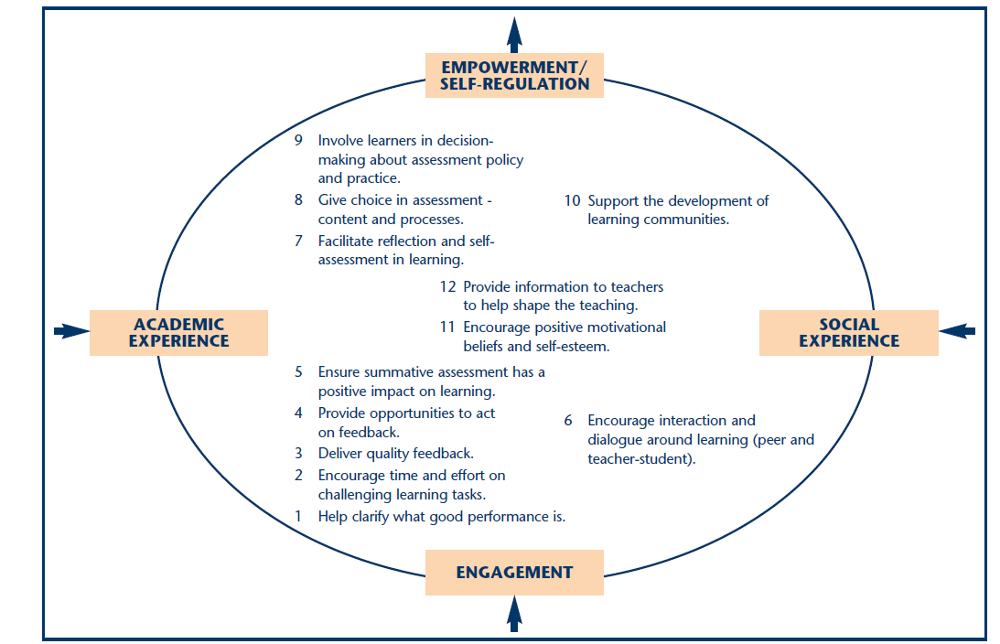 EMPOWERMENT/
SELF-REGULATION
9 Involve learners in decision-
making about assessment policy
and practice.
8 Give choice in assessment -
content and processes.
10 Support the development of
learning communities.
7 Facilitate reflection and self-
assessment in learning.
12 Provide information to teachers
to help shape the teaching.
11 Encourage positive motivational
beliefs and self-esteem.
ACADEMIC
EXPERIENCE
SOCIAL
EXPERIENCE
5 Ensure summative assessment has a
positive impact on learning.
4 Provide opportunities to act
on feedback.
3 Deliver quality feedback.
2 Encourage time and effort on
challenging learning tasks.
1 Help clarify what good performance is.
6 Encourage interaction and
dialogue around learning (peer and
teacher-student).
ENGAGEMENT